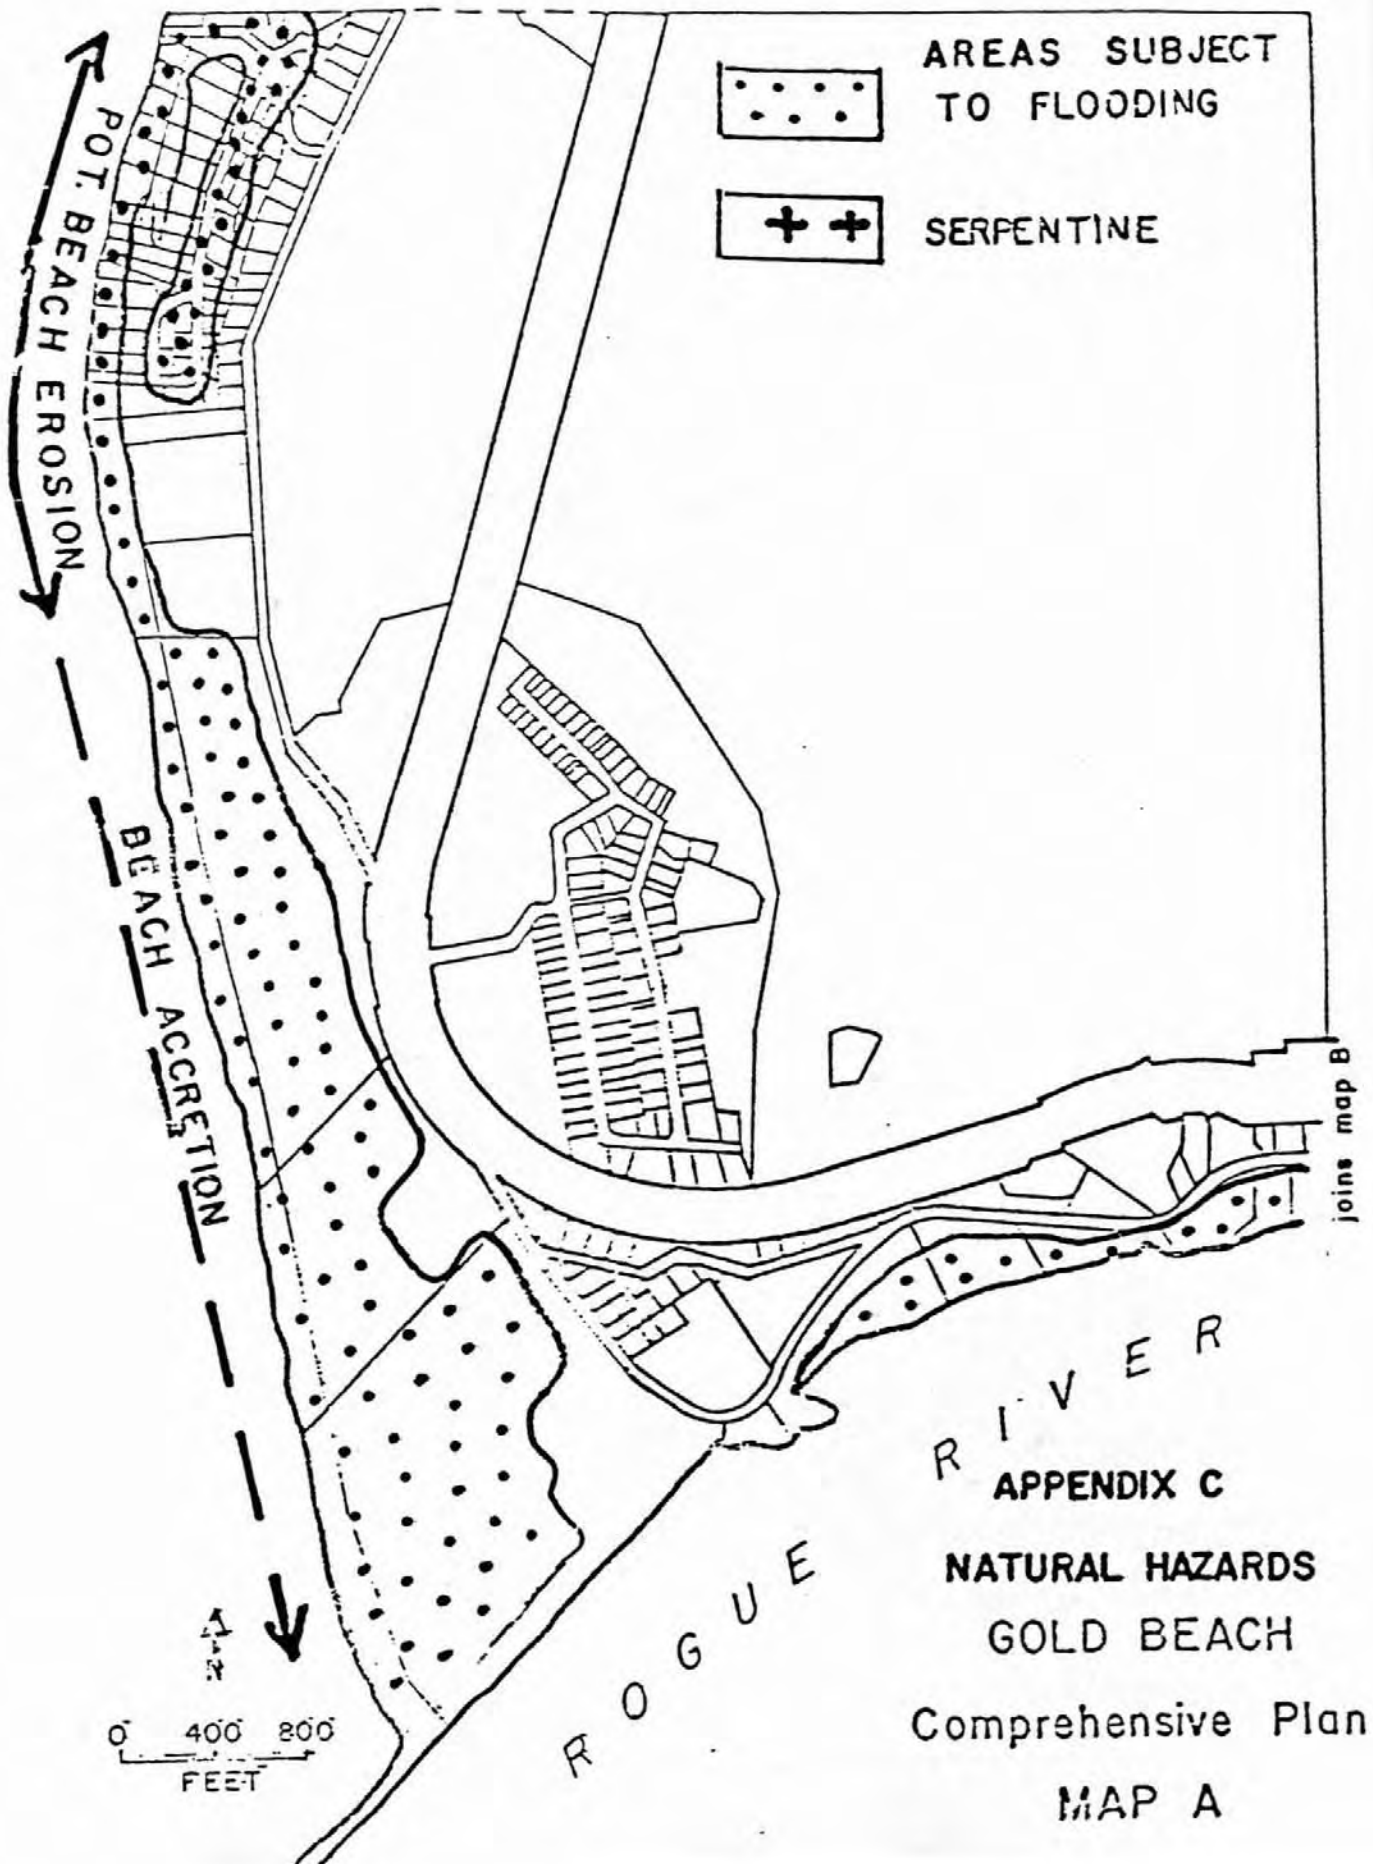 AREAS SUBJECT
TO FLOODING
SERPENTINE
POT. BEACH EROSION
BEACH ACCRETION
joins map B
ROGUE RIVER
APPENDIX C
NATURAL HAZARDS
GOLD BEACH
Comprehensive Plan
MAP A
N
0 400 800
FEET